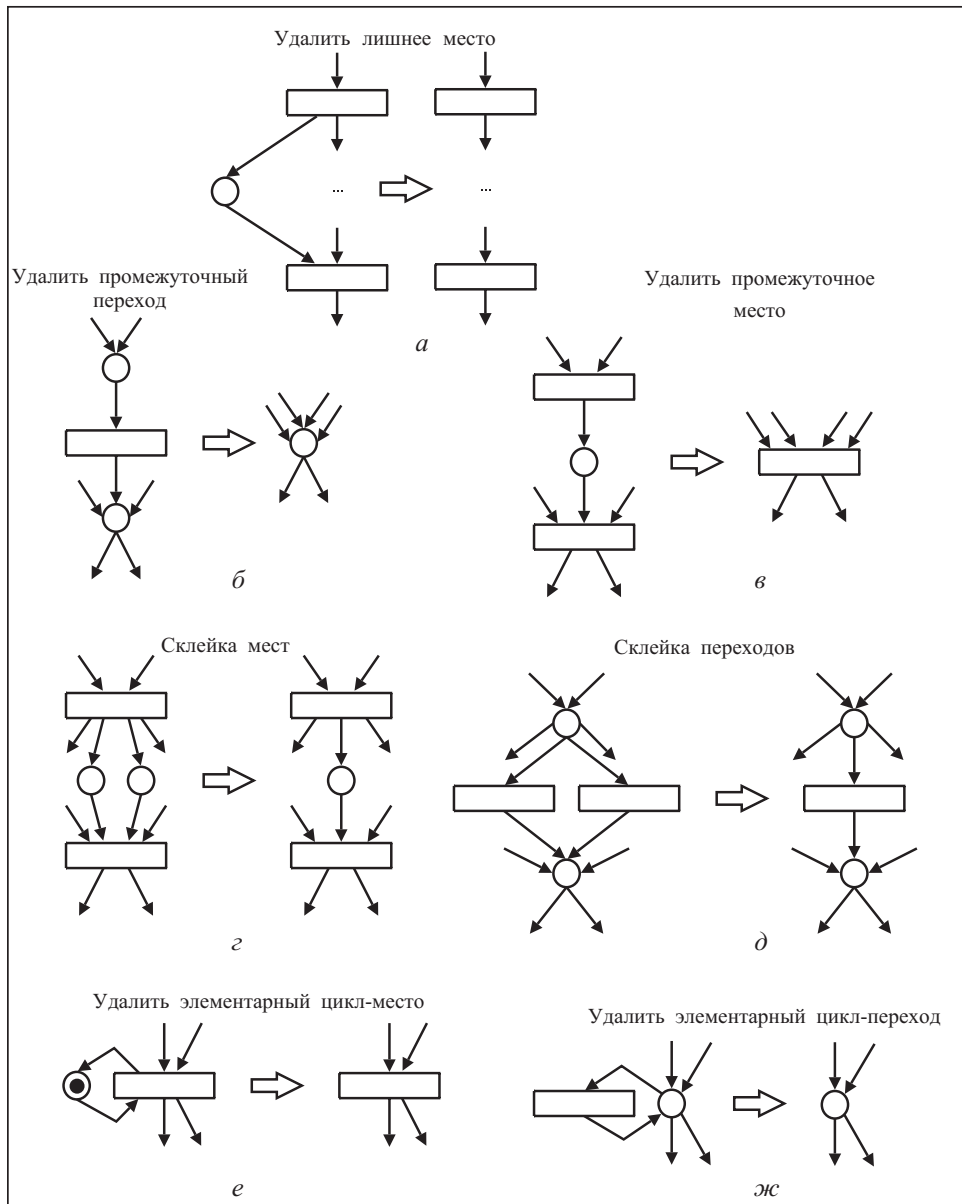 Удалить лишнее место
...
...
а
Удалить промежуточный
переход
б
Удалить промежуточное
место
в
Склейка мест
г
Склейка переходов
д
Удалить элементарный цикл-место
е
Удалить элементарный цикл-переход
ж